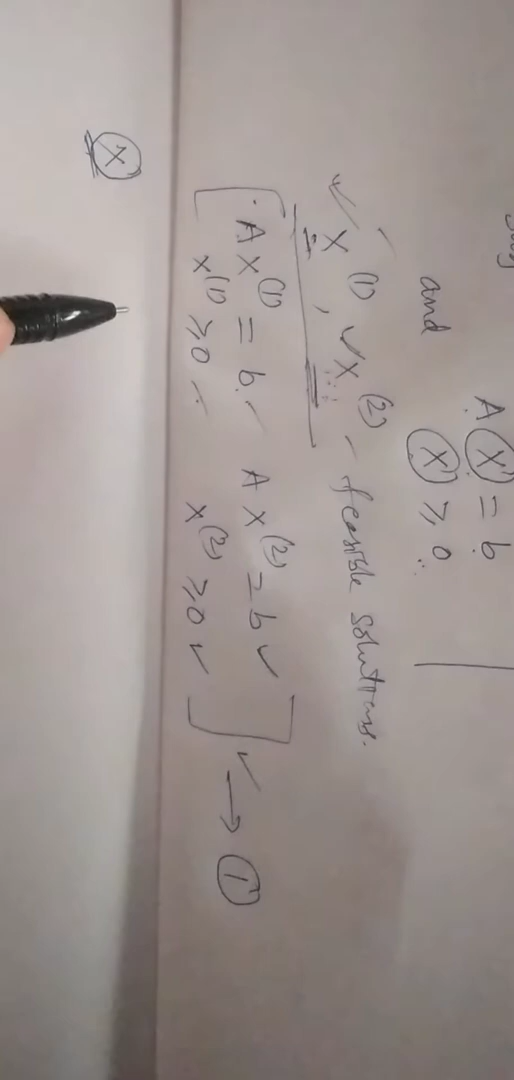 A X = b
and X ≥ 0
X^(1), X^(2) - feasible solutions.
[ A X^(1) = b A X^(2) = b
X^(1) ≥ 0 X^(2) ≥ 0 ] → ①
X